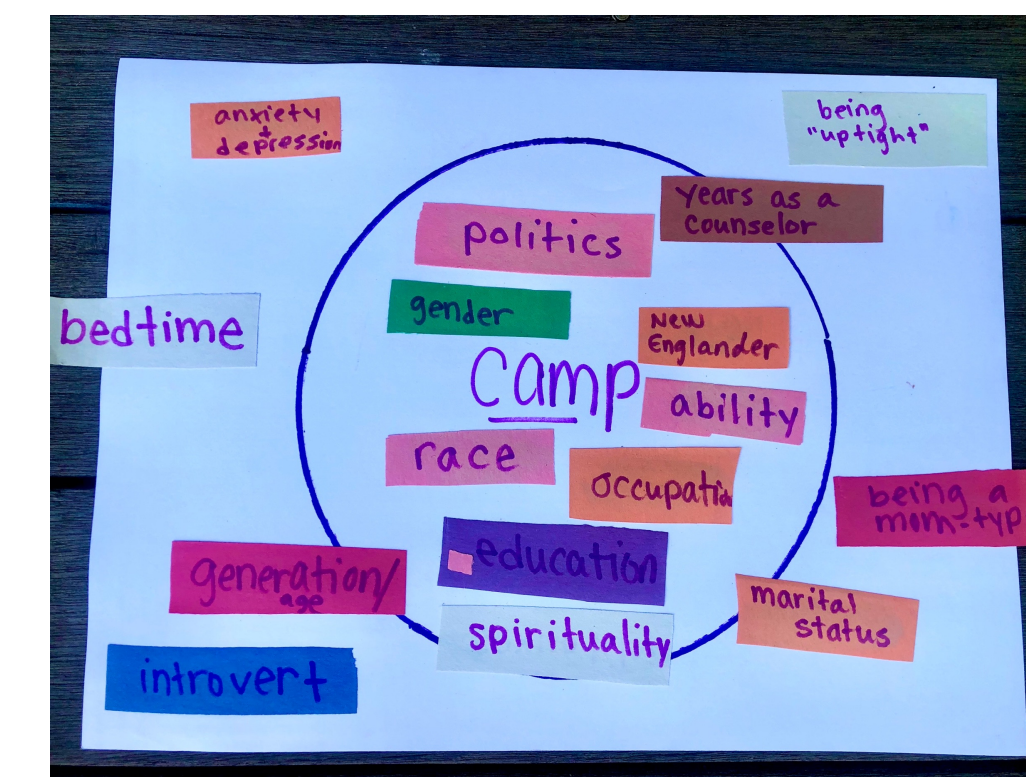 anxiety
+
depression
being
"uptight"
years as a
counselor
politics
gender
bedtime
New
Englander
camp
ability
race
occupatio
being a
mom-typ
education
generation/
age
marital
status
spirituality
introvert